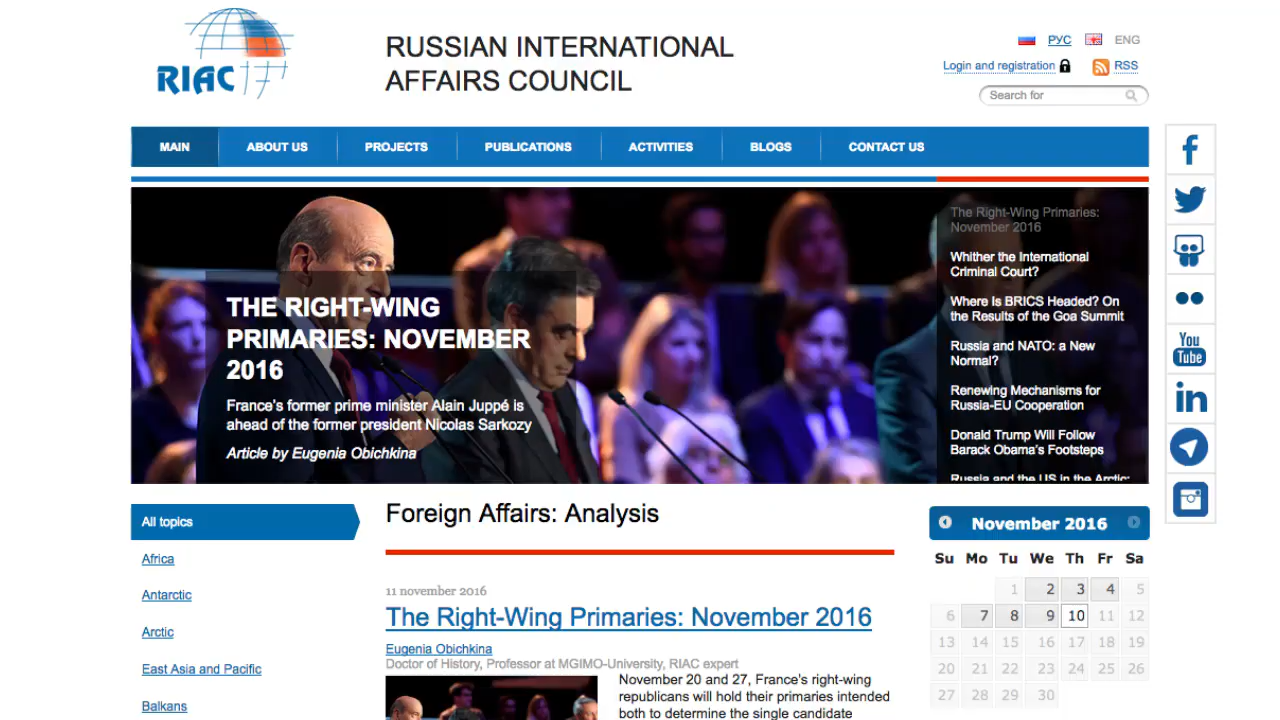 RIAC
RUSSIAN INTERNATIONAL
AFFAIRS COUNCIL
РУС ENG
Login and registration RSS
Search for
MAIN ABOUT US PROJECTS PUBLICATIONS ACTIVITIES BLOGS CONTACT US
THE RIGHT-WING
PRIMARIES: NOVEMBER
2016
France's former prime minister Alain Juppé is
ahead of the former president Nicolas Sarkozy
Article by Eugenia Obichkina
The Right-Wing Primaries:
November 2016
Whither the International
Criminal Court?
Where Is BRICS Headed? On
the Results of the Goa Summit
Russia and NATO: a New
Normal?
Renewing Mechanisms for
Russia-EU Cooperation
Donald Trump Will Follow
Barack Obama's Footsteps
Russia and the US in the Arctic:
You
Tube
in
All topics
Africa
Antarctic
Arctic
East Asia and Pacific
Balkans
Foreign Affairs: Analysis
11 november 2016
The Right-Wing Primaries: November 2016
Eugenia Obichkina
Doctor of History, Professor at MGIMO-University, RIAC expert
November 20 and 27, France's right-wing
republicans will hold their primaries intended
both to determine the single candidate
November 2016
Su Mo Tu We Th Fr Sa
1 2 3 4 5
6 7 8 9 10 11 12
13 14 15 16 17 18 19
20 21 22 23 24 25 26
27 28 29 30